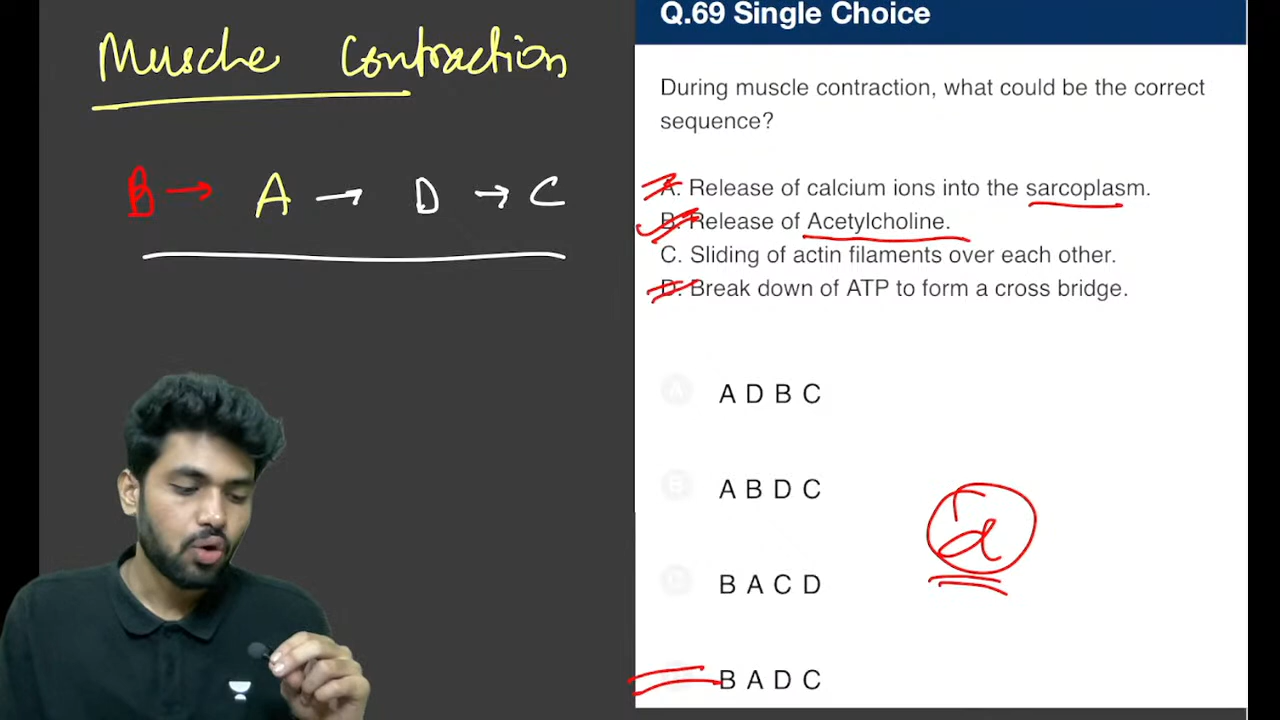 Muscle Contraction
B → A → D → C
Q.69 Single Choice
During muscle contraction, what could be the correct
sequence?
A. Release of calcium ions into the sarcoplasm.
B. Release of Acetylcholine.
C. Sliding of actin filaments over each other.
D. Break down of ATP to form a cross bridge.
A A D B C
B A B D C
B A C D
B A D C
d